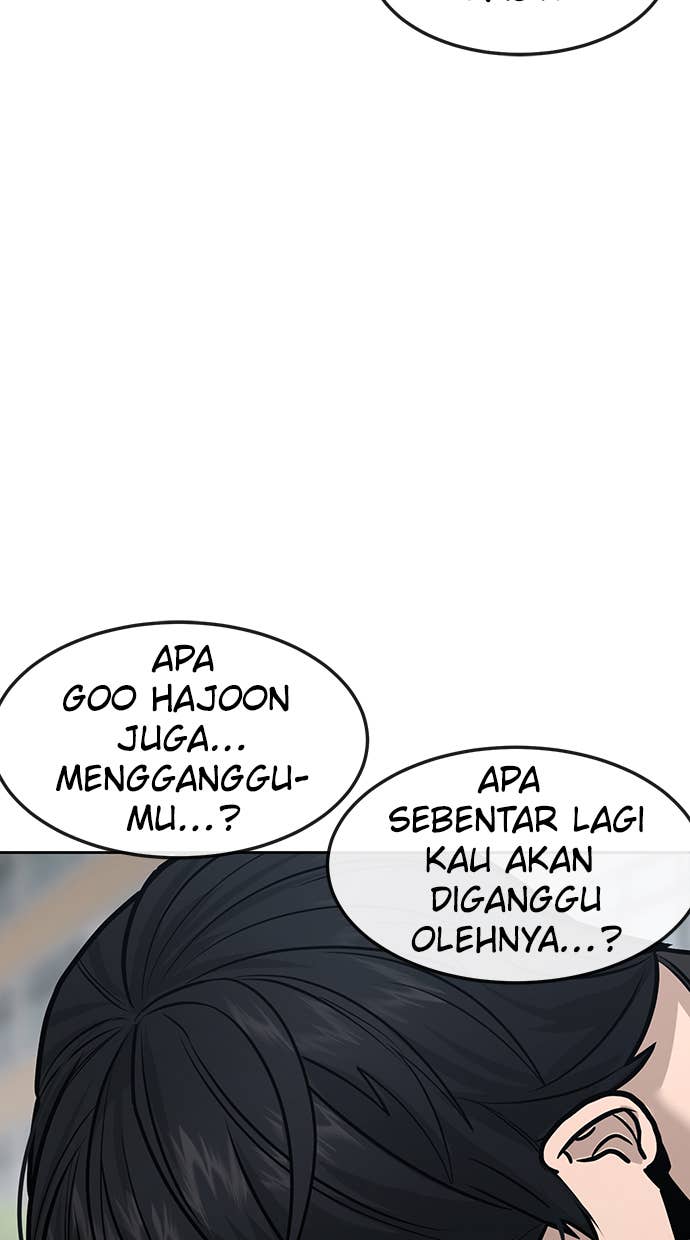 APA
GOO HAJOON
JUGA...
MENGGANGGU-
MU...?
APA
SEBENTAR LAGI
KAU AKAN
DIGANGGU
OLEHNYA...?